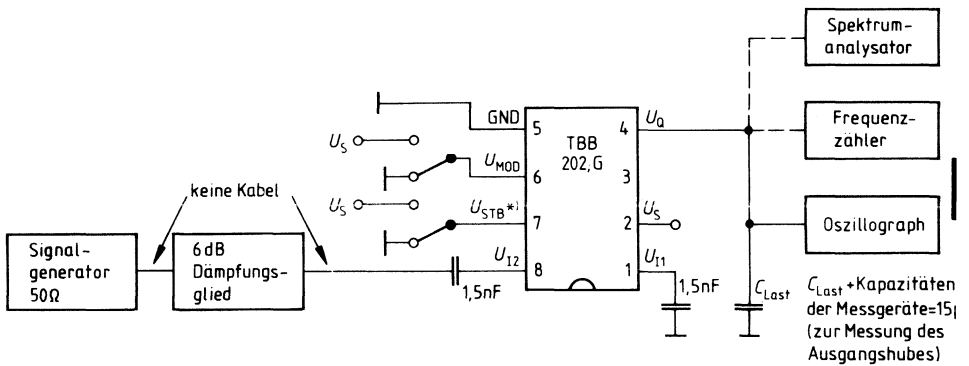 Spektrum-
analysator
GND
5
4
U_Q
U_S
TBB
202,G
Frequenz-
zähler
U_MOD
6
3
keine Kabel
U_S
U_STB*)
7
2
U_S
Oszillograph
Signal-
generator
50Ω
6dB
Dämpfungs-
glied
U_I2
8
1
U_I1
1,5nF
1,5nF
C_Last
C_Last+Kapazitäten
der Messgeräte=15
(zur Messung des
Ausgangshubes)